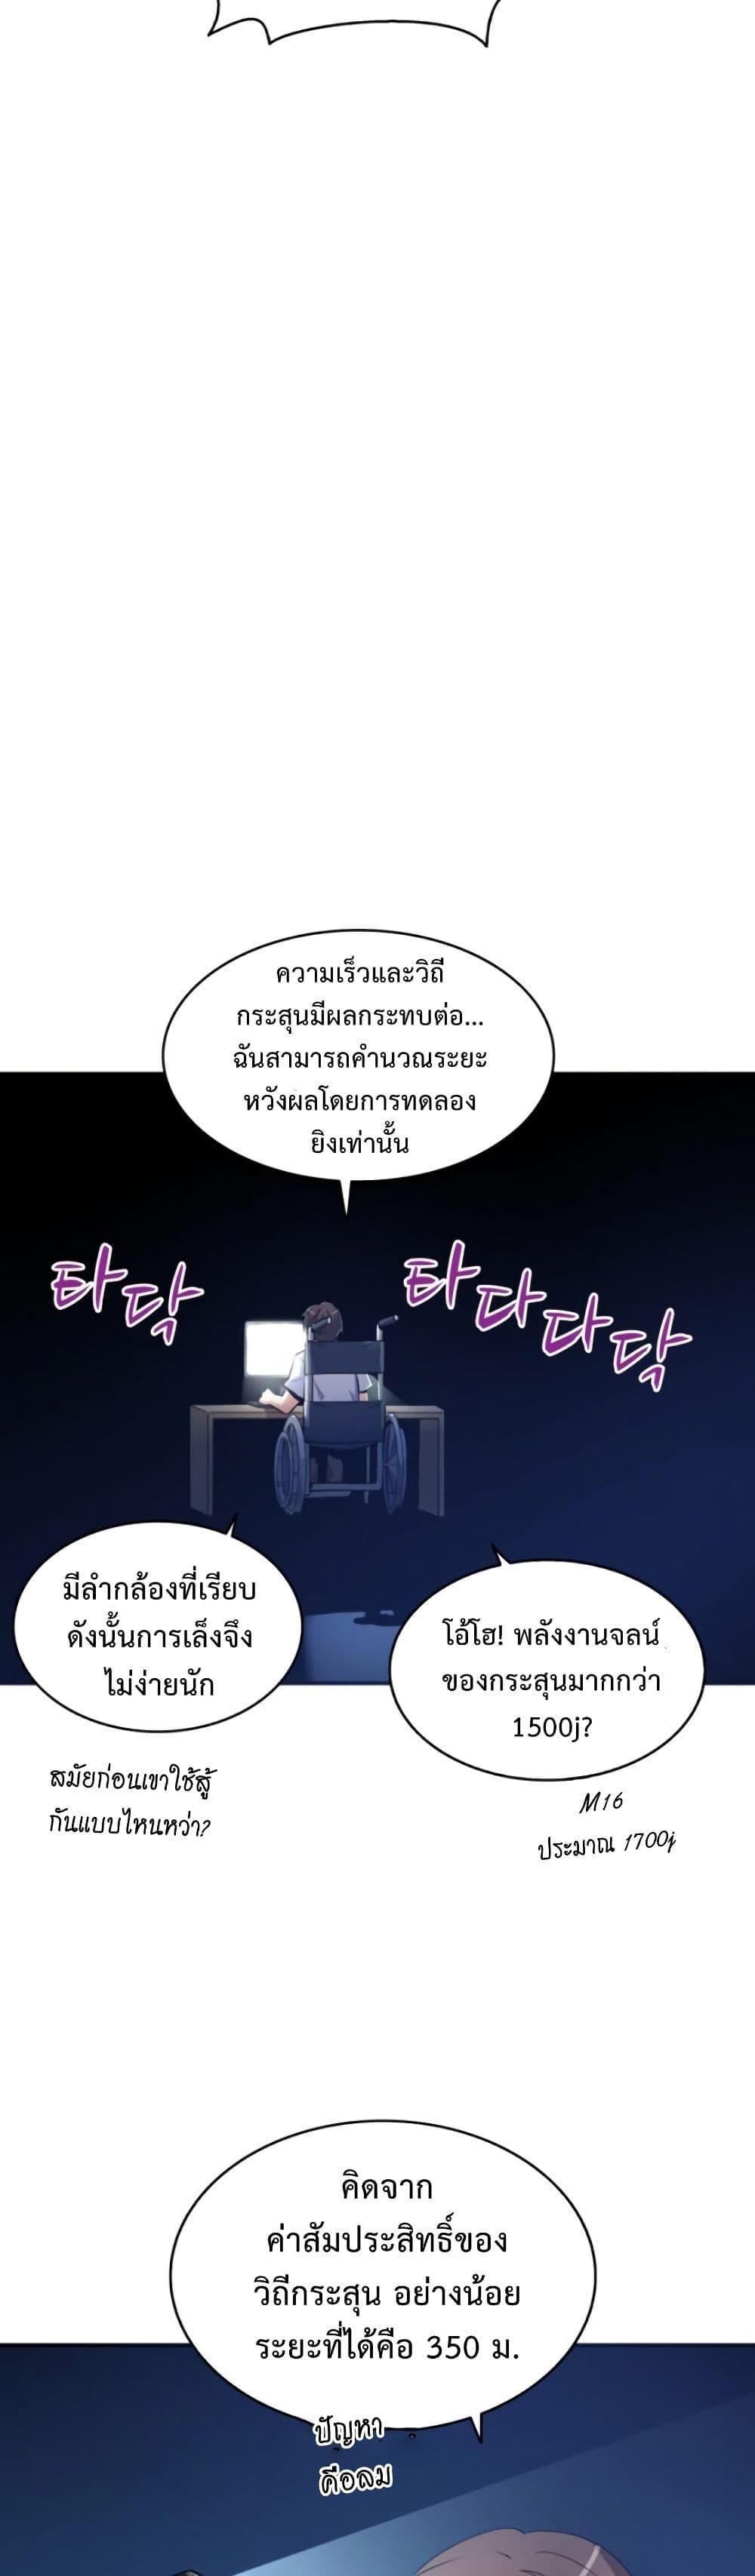 ความเร็วและวิถี
กระสุนมีผลกระทบต่อ...
ฉันสามารถคำนวณระยะ
หวังผลโดยการทดลอง
ยิงเท่านั้น
타닥
타다다닥
มีลำกล้องที่เรียบ
ดังนั้นการเล็งจึง
ไม่ง่ายนัก
โอ้โฮ! พลังงานจลน์
ของกระสุนมากกว่า
1500j?
สมัยก่อนเขาใช้สู้
กันแบบไหนหว่า?
M16
ประมาณ 1700j
คิดจาก
ค่าสัมประสิทธิ์ของ
วิถีกระสุน อย่างน้อย
ระยะที่ได้คือ 350 ม.
ปัญหา
คือลม